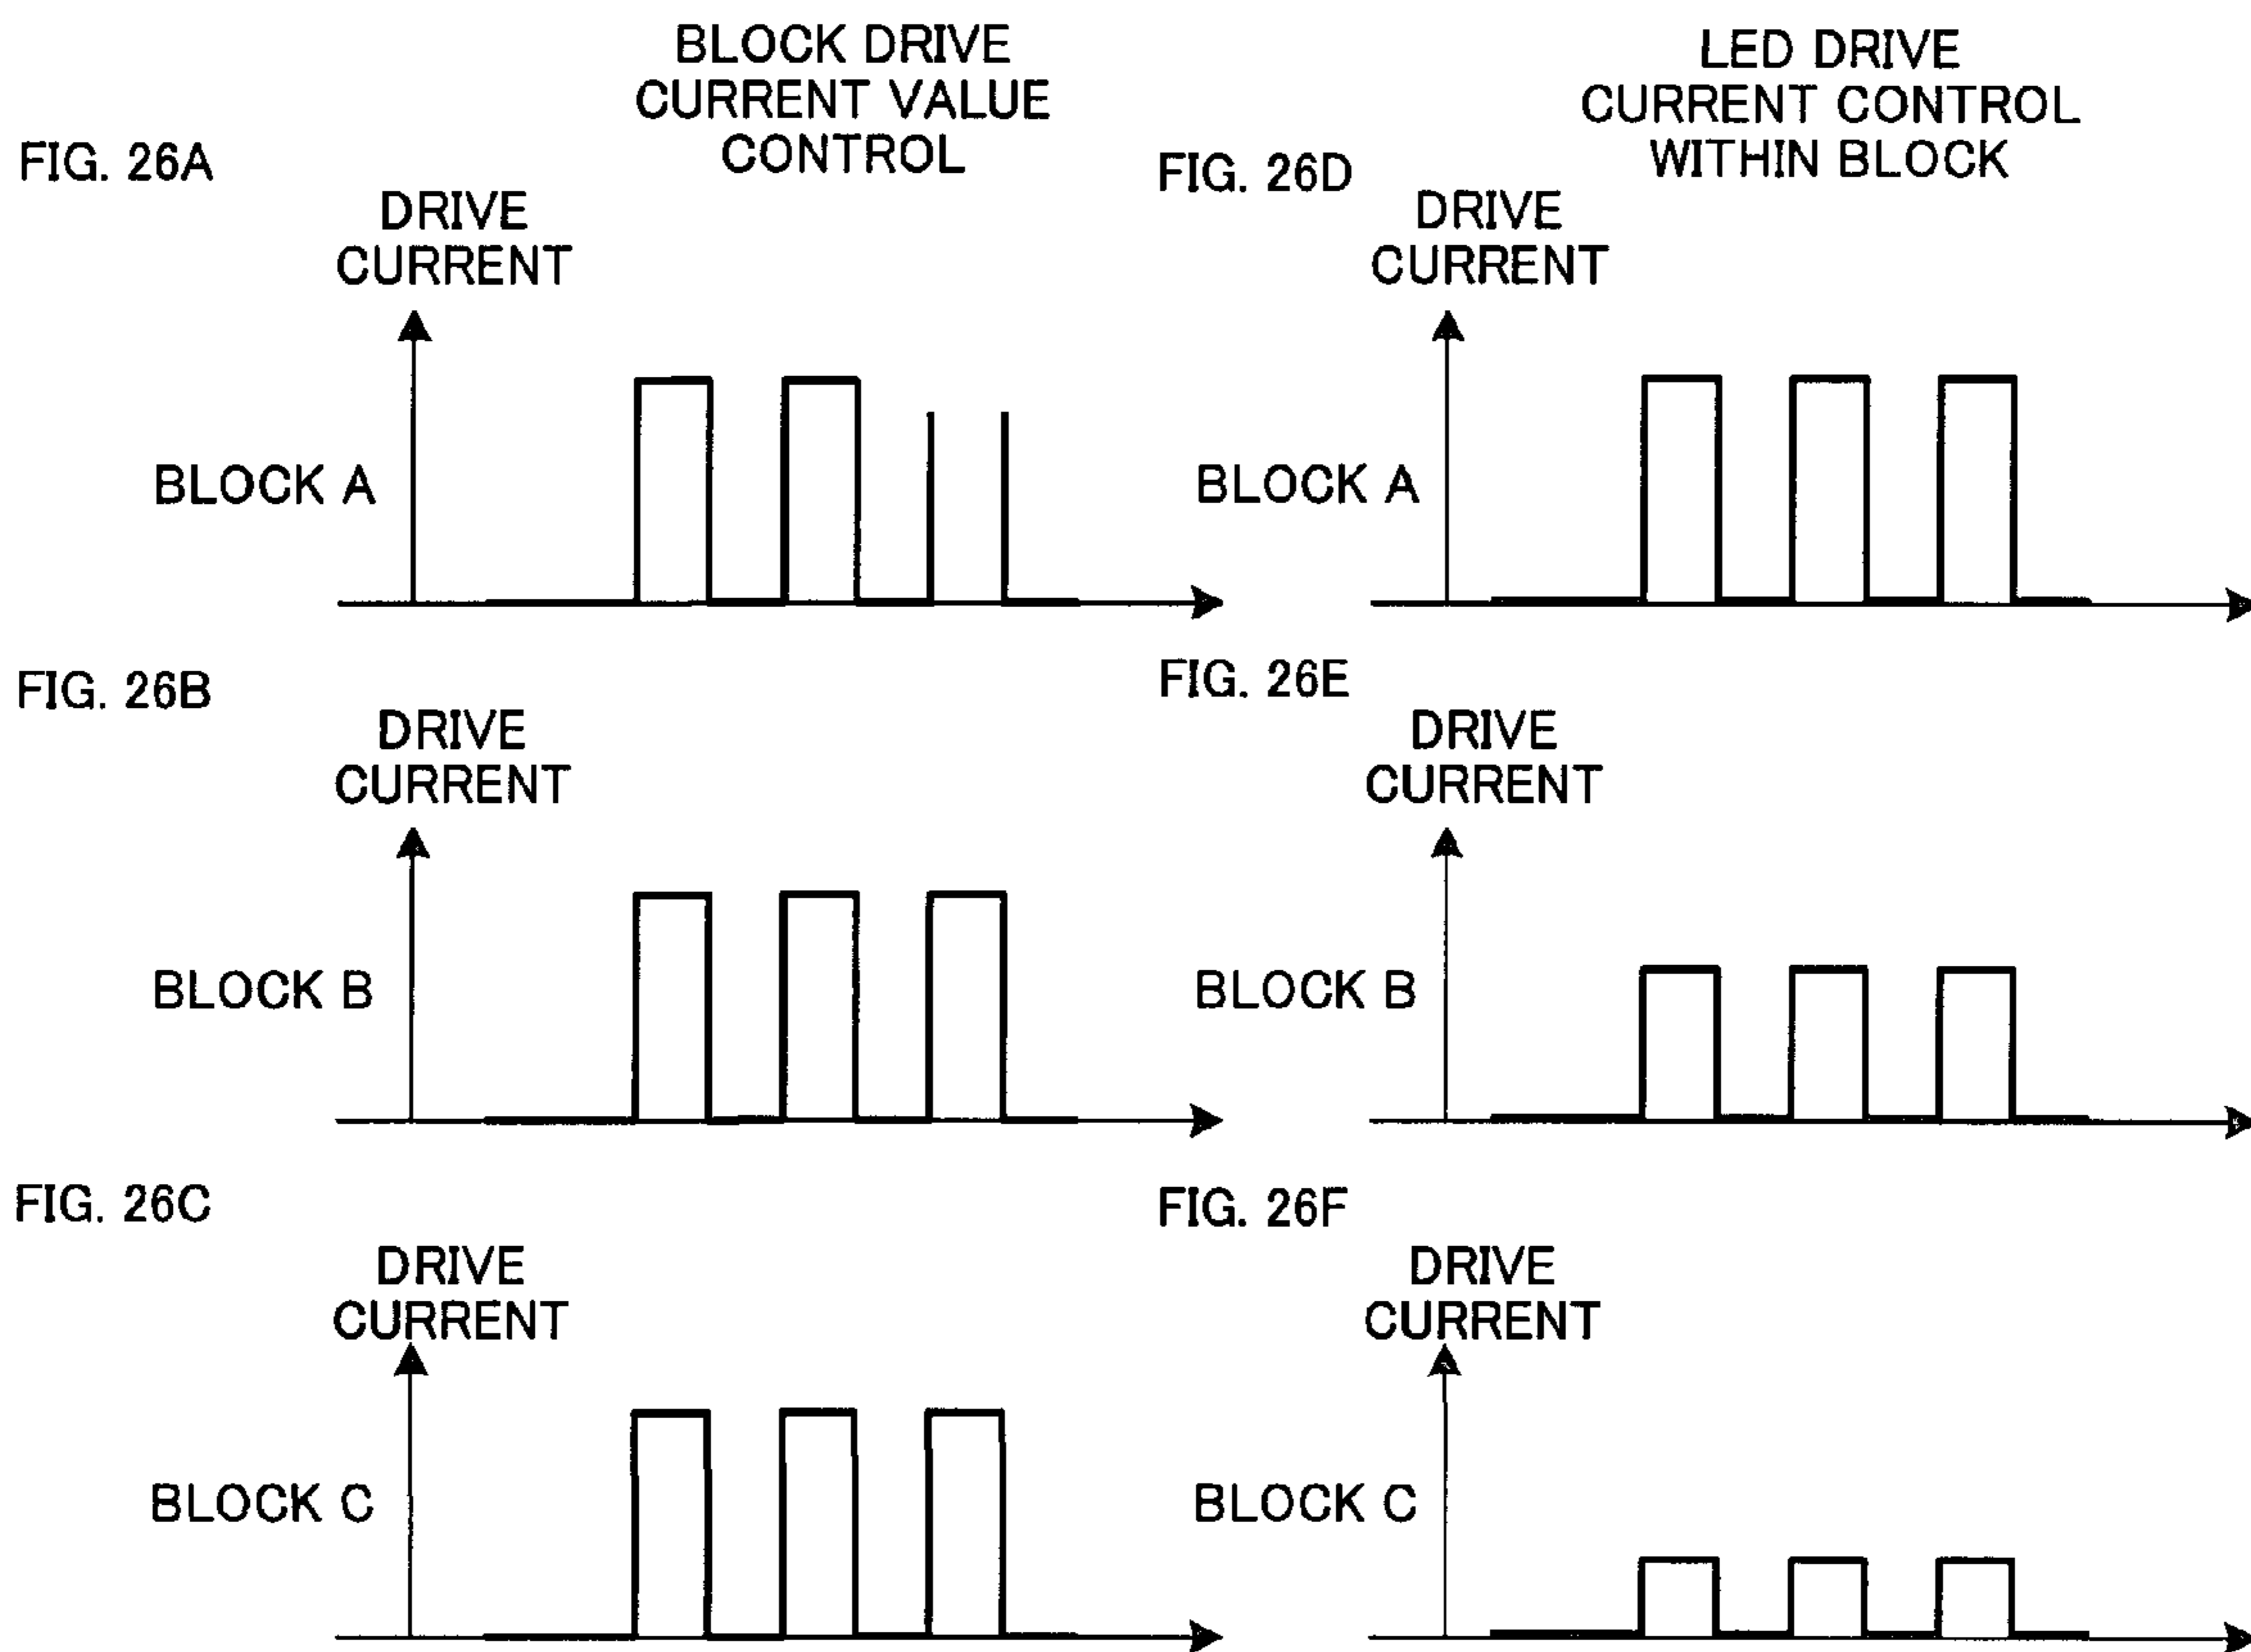 BLOCK DRIVE
CURRENT VALUE
CONTROL
FIG. 26A
DRIVE
CURRENT
BLOCK A
FIG. 26B
DRIVE
CURRENT
BLOCK B
FIG. 26C
DRIVE
CURRENT
BLOCK C
LED DRIVE
CURRENT CONTROL
WITHIN BLOCK
FIG. 26D
DRIVE
CURRENT
BLOCK A
FIG. 26E
DRIVE
CURRENT
BLOCK B
FIG. 26F
DRIVE
CURRENT
BLOCK C